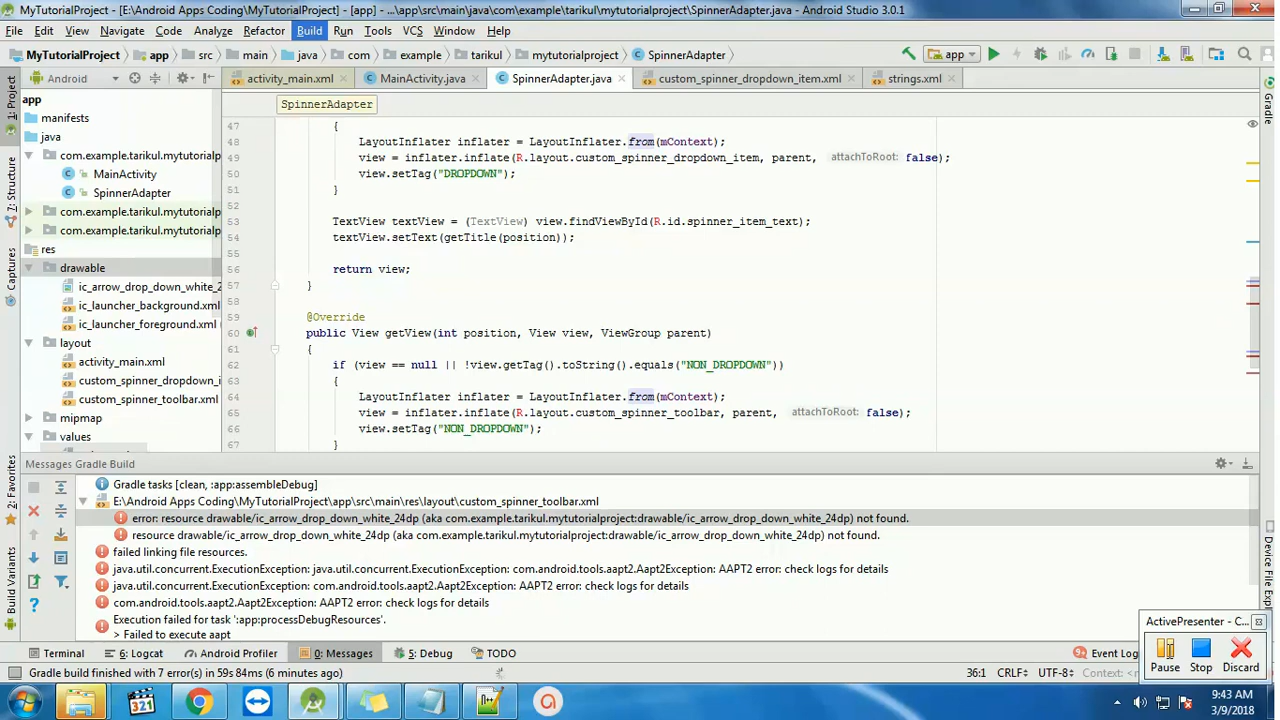 MyTutorialProject - [E:\Android Apps Coding\MyTutorialProject] - [app] - ...\app\src\main\java\com\example\tarikul\mytutorialproject\SpinnerAdapter.java - Android Studio 3.0.1
File Edit View Navigate Code Analyze Refactor Build Run Tools VCS Window Help
MyTutorialProject app src main java com example tarikul mytutorialproject SpinnerAdapter app
Android activity_main.xml MainActivity.java SpinnerAdapter.java custom_spinner_dropdown_item.xml strings.xml
SpinnerAdapter
1: Project
7: Structure
Captures
2: Favorites
Build Variants
Gradle
Device File Expl
app
manifests
java
com.example.tarikul.mytutorialp
MainActivity
SpinnerAdapter
com.example.tarikul.mytutorialp
com.example.tarikul.mytutorialp
res
drawable
ic_arrow_drop_down_white_2
ic_launcher_background.xml
ic_launcher_foreground.xml (
layout
activity_main.xml
custom_spinner_dropdown_i
custom_spinner_toolbar.xml
mipmap
values
47 {
48 LayoutInflater inflater = LayoutInflater.from(mContext);
49 view = inflater.inflate(R.layout.custom_spinner_dropdown_item, parent, attachToRoot: false);
50 view.setTag("DROPDOWN");
51 }
52
53 TextView textView = (TextView) view.findViewById(R.id.spinner_item_text);
54 textView.setText(getTitle(position));
55
56 return view;
57 }
58
59 @Override
60 public View getView(int position, View view, ViewGroup parent)
61 {
62 if (view == null || !view.getTag().toString().equals("NON_DROPDOWN"))
63 {
64 LayoutInflater inflater = LayoutInflater.from(mContext);
65 view = inflater.inflate(R.layout.custom_spinner_toolbar, parent, attachToRoot: false);
66 view.setTag("NON_DROPDOWN");
67 }
Messages Gradle Build
Gradle tasks [clean, :app:assembleDebug]
E:\Android Apps Coding\MyTutorialProject\app\src\main\res\layout\custom_spinner_toolbar.xml
error: resource drawable/ic_arrow_drop_down_white_24dp (aka com.example.tarikul.mytutorialproject:drawable/ic_arrow_drop_down_white_24dp) not found.
resource drawable/ic_arrow_drop_down_white_24dp (aka com.example.tarikul.mytutorialproject:drawable/ic_arrow_drop_down_white_24dp) not found.
failed linking file resources.
java.util.concurrent.ExecutionException: java.util.concurrent.ExecutionException: com.android.tools.aapt2.Aapt2Exception: AAPT2 error: check logs for details
java.util.concurrent.ExecutionException: com.android.tools.aapt2.Aapt2Exception: AAPT2 error: check logs for details
com.android.tools.aapt2.Aapt2Exception: AAPT2 error: check logs for details
Execution failed for task ':app:processDebugResources'.
> Failed to execute aapt
ActivePresenter - C...
Pause Stop Discard
Terminal 6: Logcat Android Profiler 0: Messages 5: Debug TODO Event Log
Gradle build finished with 7 error(s) in 59s 84ms (6 minutes ago) 36:1 CRLF÷ UTF-8÷ Context: <
321
9:43 AM
3/9/2018